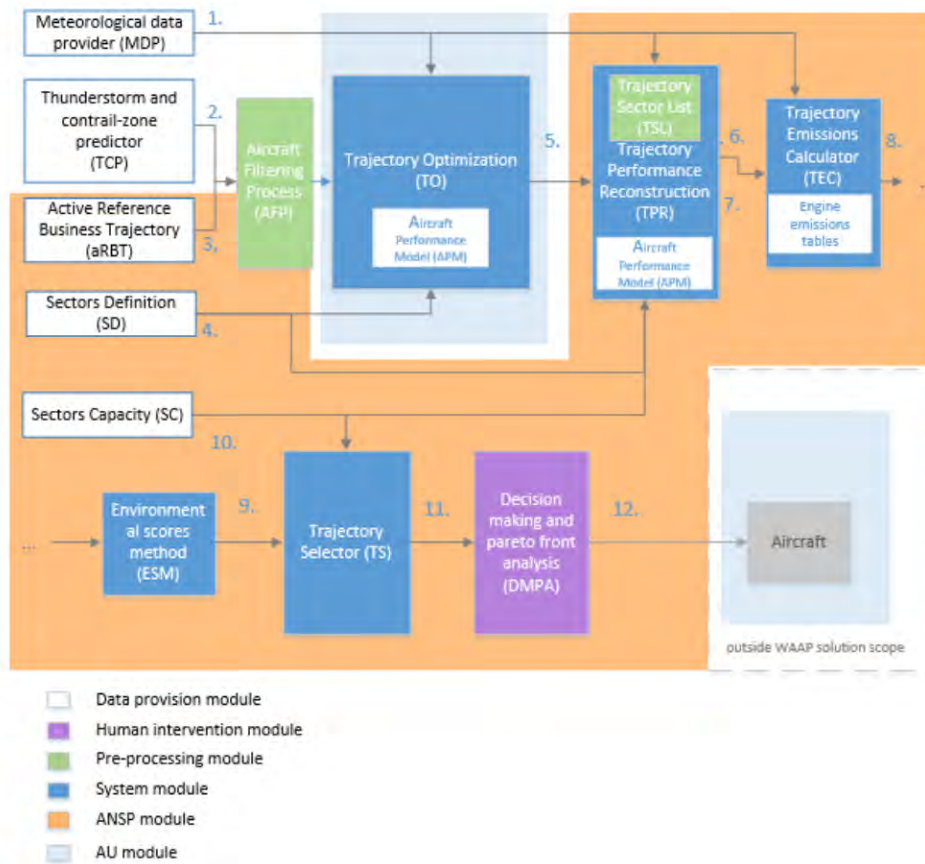 Meteorological data
provider (MDP)
1.
Thunderstorm and
contrail-zone
predictor
(TCP)
2.
Active Reference
Business Trajectory
(aRBT)
3.
Sectors Definition
(SD)
4.
Aircraft
Filtering
Process
(AFP)
Trajectory Optimization
(TO)
Aircraft
Performance
Model (APM)
5.
Trajectory
Sector List
(TSL)
Trajectory
Performance
Reconstruction
(TPR)
Aircraft
Performance
Model (APM)
. 6.
7.
Trajectory
Emissions
Calculator
(TEC)
Engine
emissions
tables
8.
...
Sectors Capacity (SC)
10.
...
Environment
al scores
method
(ESM)
9.
Trajectory
Selector (TS)
11.
Decision
making and
pareto front
analysis
(DMPA)
12.
Aircraft
outside WAAP solution scope
Data provision module
Human intervention module
Pre-processing module
System module
ANSP module
AU module